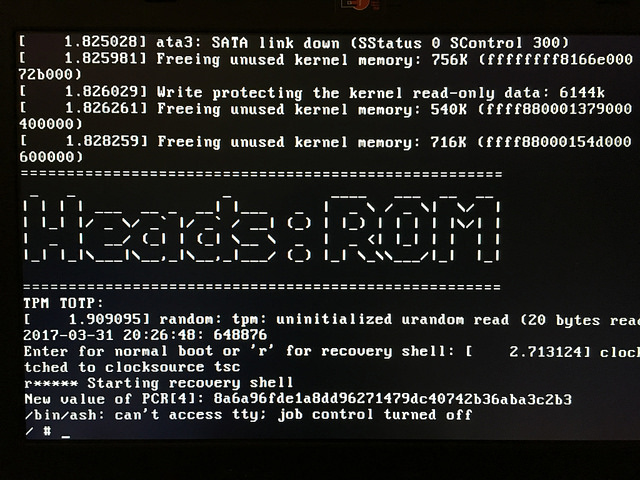 [    1.825028] ata3: SATA link down (SStatus 0 SControl 300)
[    1.825981] Freeing unused kernel memory: 756K (ffffffff8166e000
72b000)
[    1.826029] Write protecting the kernel read-only data: 6144k
[    1.826261] Freeing unused kernel memory: 540K (ffff880001379000
400000)
[    1.828259] Freeing unused kernel memory: 716K (ffff88000154d000
600000)
==================================================
Heads:ROM
==================================================
TPM TOTP:
[    1.909095] random: tpm: uninitialized urandom read (20 bytes read
2017-03-31 20:26:48: 648876
Enter for normal boot or 'r' for recovery shell: [    2.713124] cloc
tched to clocksource tsc
r***** Starting recovery shell
New value of PCR[4]: 8a6a96fde1a8dd96271479dc40742b36aba3c2b3
/bin/ash: can't access tty; job control turned off
/ # _